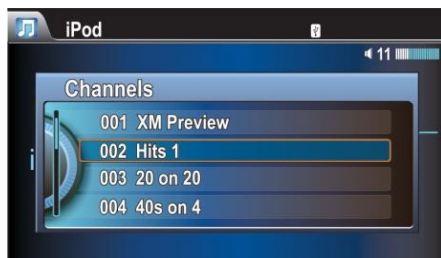 iPod
11
Channels
001 XM Preview
002 Hits 1
003 20 on 20
004 40s on 4